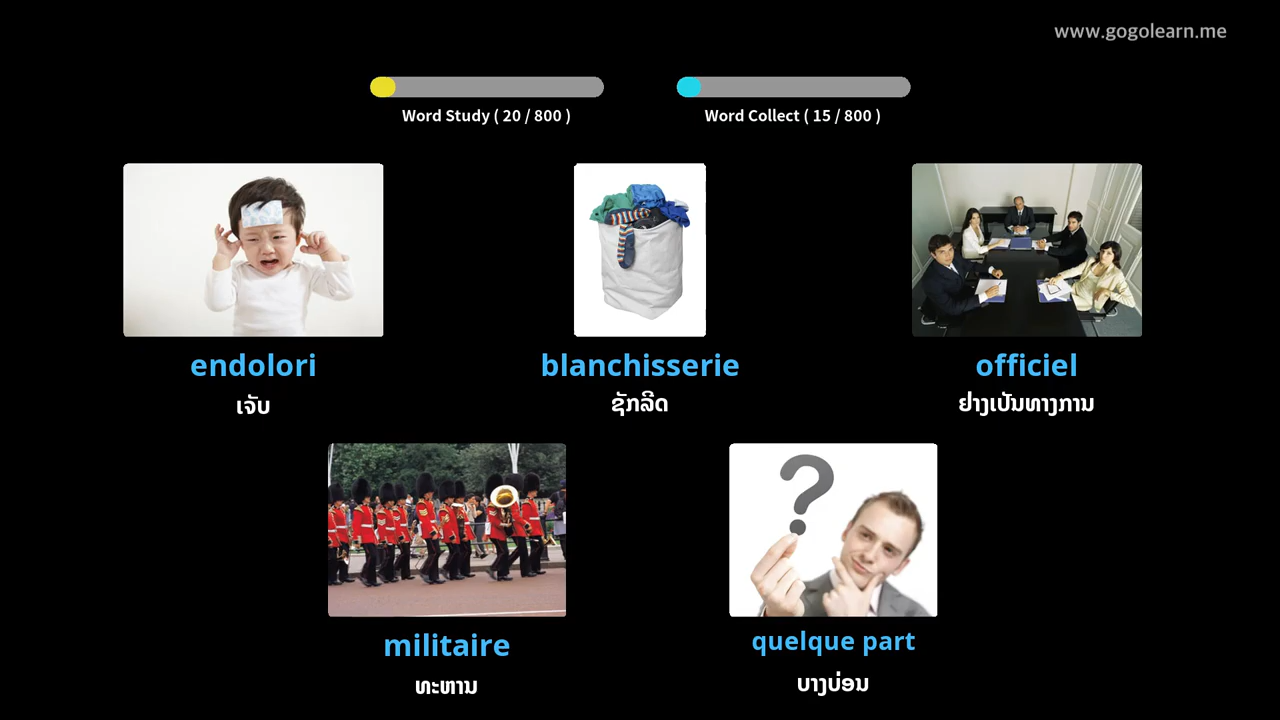 www.gogolearn.me
Word Study ( 20 / 800 )
Word Collect ( 15 / 800 )
endolori
ເຈັບ
blanchisserie
ຊັກລີດ
officiel
ຢ່າງເປັນທາງການ
militaire
ທະຫານ
quelque part
ບາງບ່ອນ